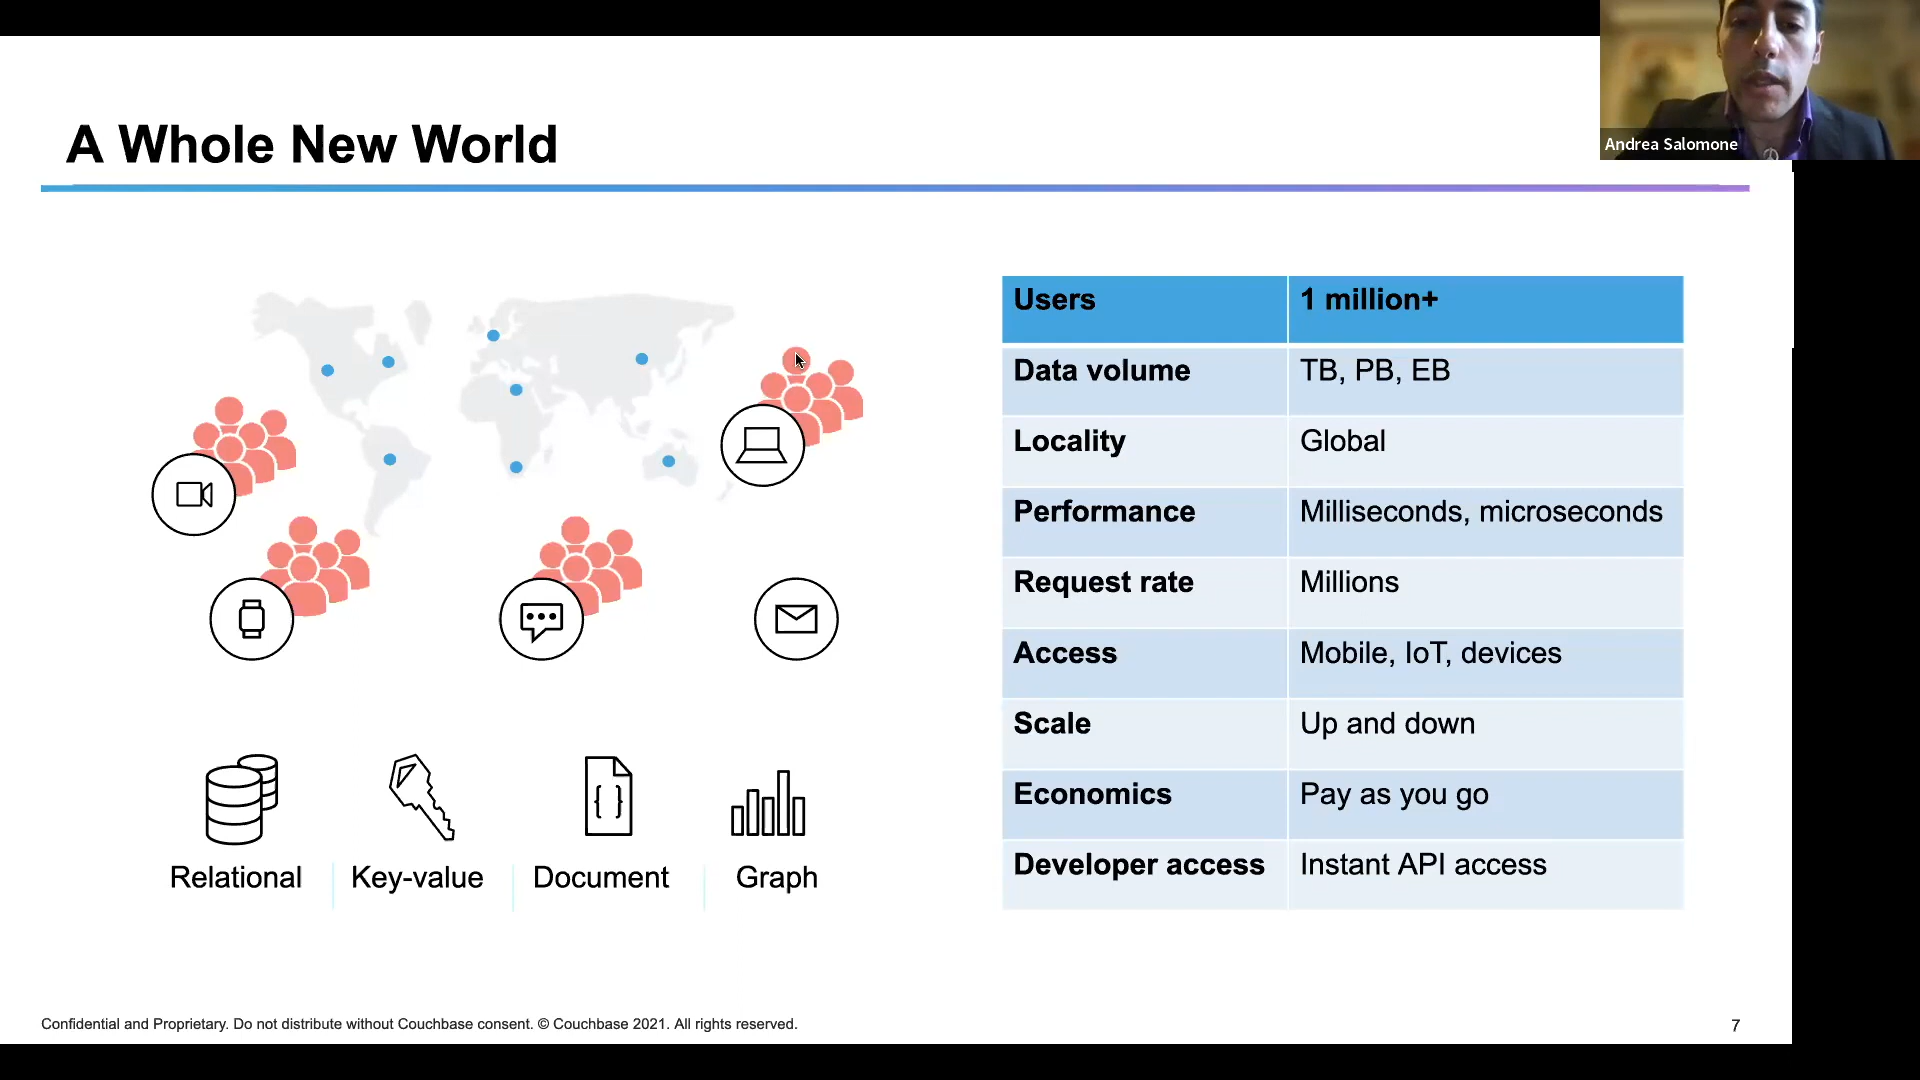 Andrea Salomone
A Whole New World
Users 1 million+
Data volume TB, PB, EB
Locality Global
Performance Milliseconds, microseconds
Request rate Millions
Access Mobile, IoT, devices
Scale Up and down
Economics Pay as you go
Developer access Instant API access
Relational Key-value Document Graph
Confidential and Proprietary. Do not distribute without Couchbase consent. © Couchbase 2021. All rights reserved.
7